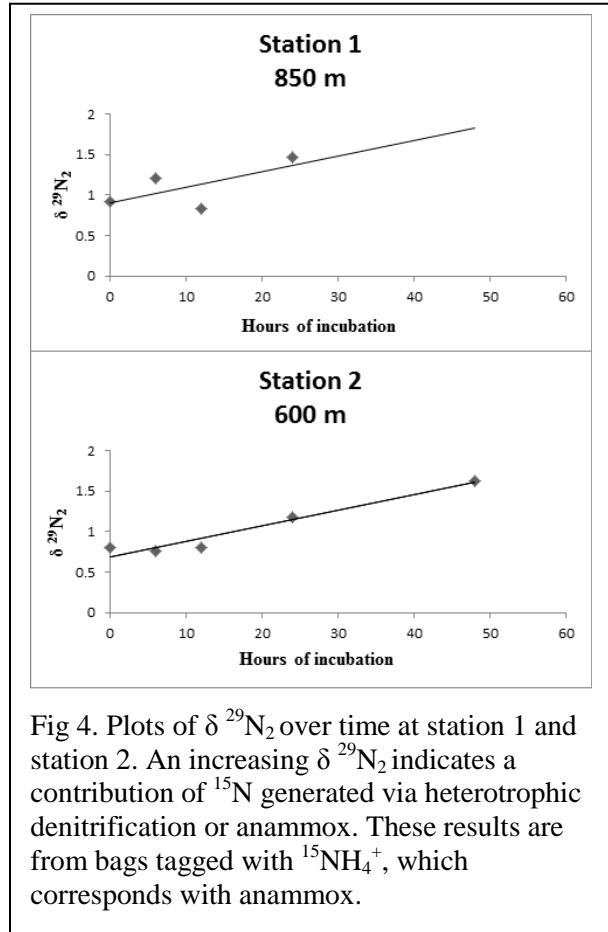 Station 1
850 m
2
1.5
1
0.5
0
δ ²⁹N₂
0 10 20 30 40 50 60
Hours of incubation
Station 2
600 m
2
1.5
1
0.5
0
δ ²⁹N₂
0 10 20 30 40 50 60
Hours of incubation
Fig 4. Plots of δ ²⁹N₂ over time at station 1 and
station 2. An increasing δ ²⁹N₂ indicates a
contribution of ¹⁵N generated via heterotrophic
denitrification or anammox. These results are
from bags tagged with ¹⁵NH₄⁺, which
corresponds with anammox.